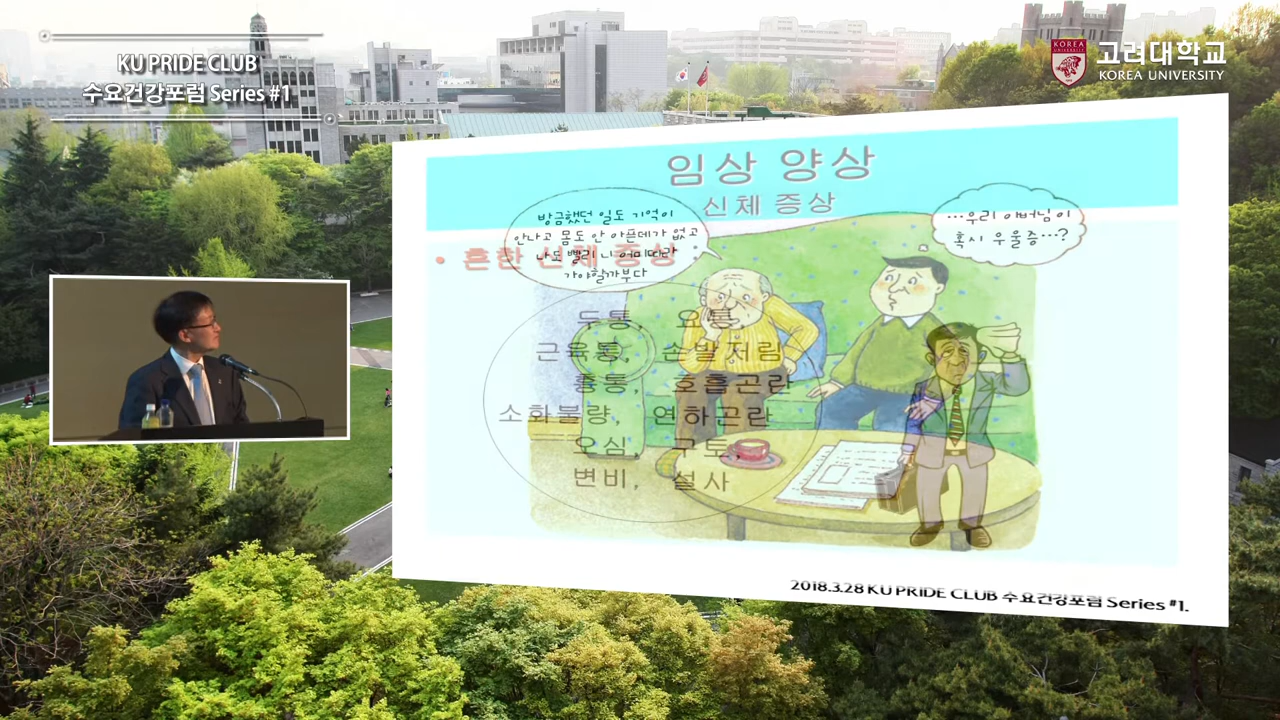 KU PRIDE CLUB
수요건강포럼 Series #1
KOREA
UNIVERSITY
고려대학교
KOREA UNIVERSITY
임상 양상
신체 증상
방금했던 일도 기억이
안나고 몸도 안 아픈데가 없고
나도 빨리 니 어미따라
가야할까부다
…우리 아버님이
혹시 우울증…?
• 흔한 신체 증상 :
두통, 요통
근육통, 손발저림
흉통, 호흡곤란
소화불량, 연하곤란
오심, 구토
변비, 설사
2018.3.28 KU PRIDE CLUB 수요건강포럼 Series #1.